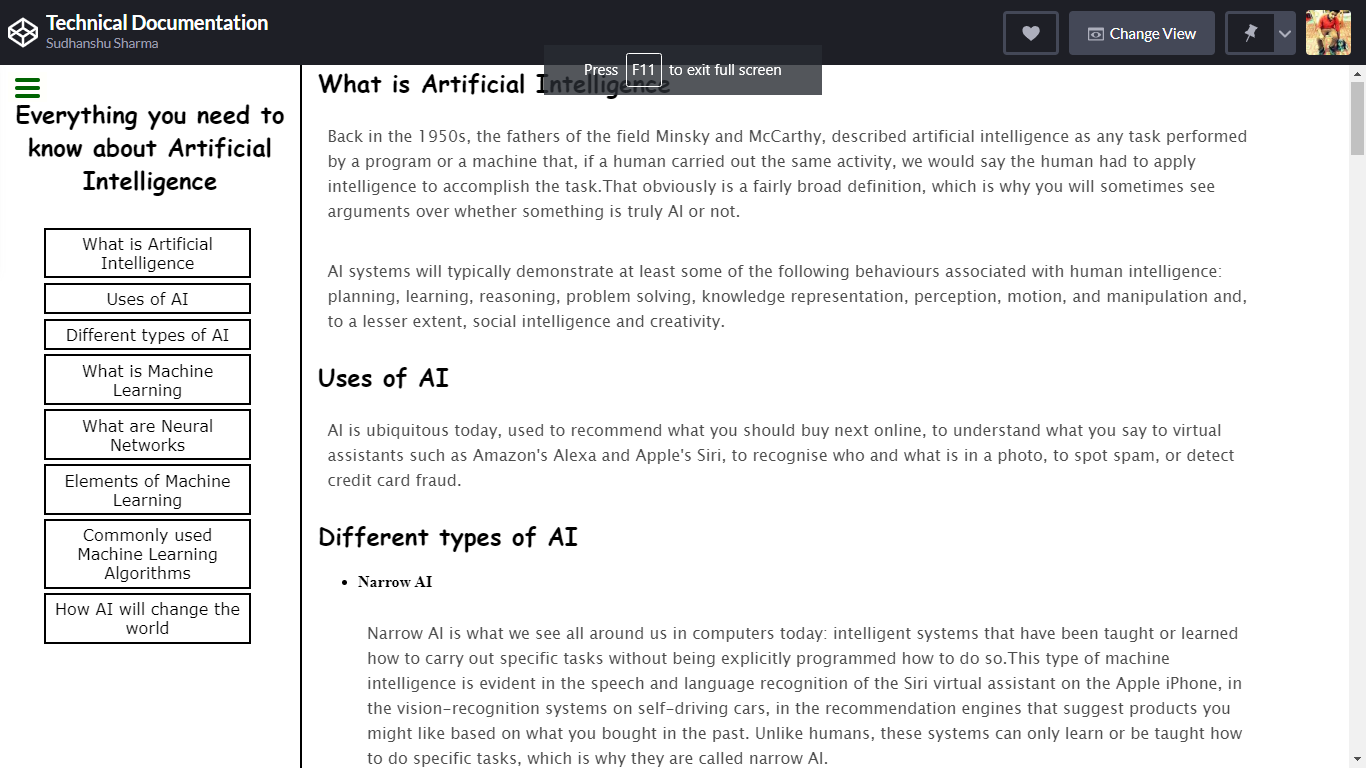 Technical Documentation
Sudhanshu Sharma
Change View
Press F11 to exit full screen
Everything you need to
know about Artificial
Intelligence
What is Artificial
Intelligence
Uses of AI
Different types of AI
What is Machine
Learning
What are Neural
Networks
Elements of Machine
Learning
Commonly used
Machine Learning
Algorithms
How AI will change the
world
What is Artificial Intelligence
Back in the 1950s, the fathers of the field Minsky and McCarthy, described artificial intelligence as any task performed
by a program or a machine that, if a human carried out the same activity, we would say the human had to apply
intelligence to accomplish the task.That obviously is a fairly broad definition, which is why you will sometimes see
arguments over whether something is truly AI or not.
AI systems will typically demonstrate at least some of the following behaviours associated with human intelligence:
planning, learning, reasoning, problem solving, knowledge representation, perception, motion, and manipulation and,
to a lesser extent, social intelligence and creativity.
Uses of AI
AI is ubiquitous today, used to recommend what you should buy next online, to understand what you say to virtual
assistants such as Amazon's Alexa and Apple's Siri, to recognise who and what is in a photo, to spot spam, or detect
credit card fraud.
Different types of AI
• Narrow AI
Narrow AI is what we see all around us in computers today: intelligent systems that have been taught or learned
how to carry out specific tasks without being explicitly programmed how to do so.This type of machine
intelligence is evident in the speech and language recognition of the Siri virtual assistant on the Apple iPhone, in
the vision-recognition systems on self-driving cars, in the recommendation engines that suggest products you
might like based on what you bought in the past. Unlike humans, these systems can only learn or be taught how
to do specific tasks, which is why they are called narrow AI.